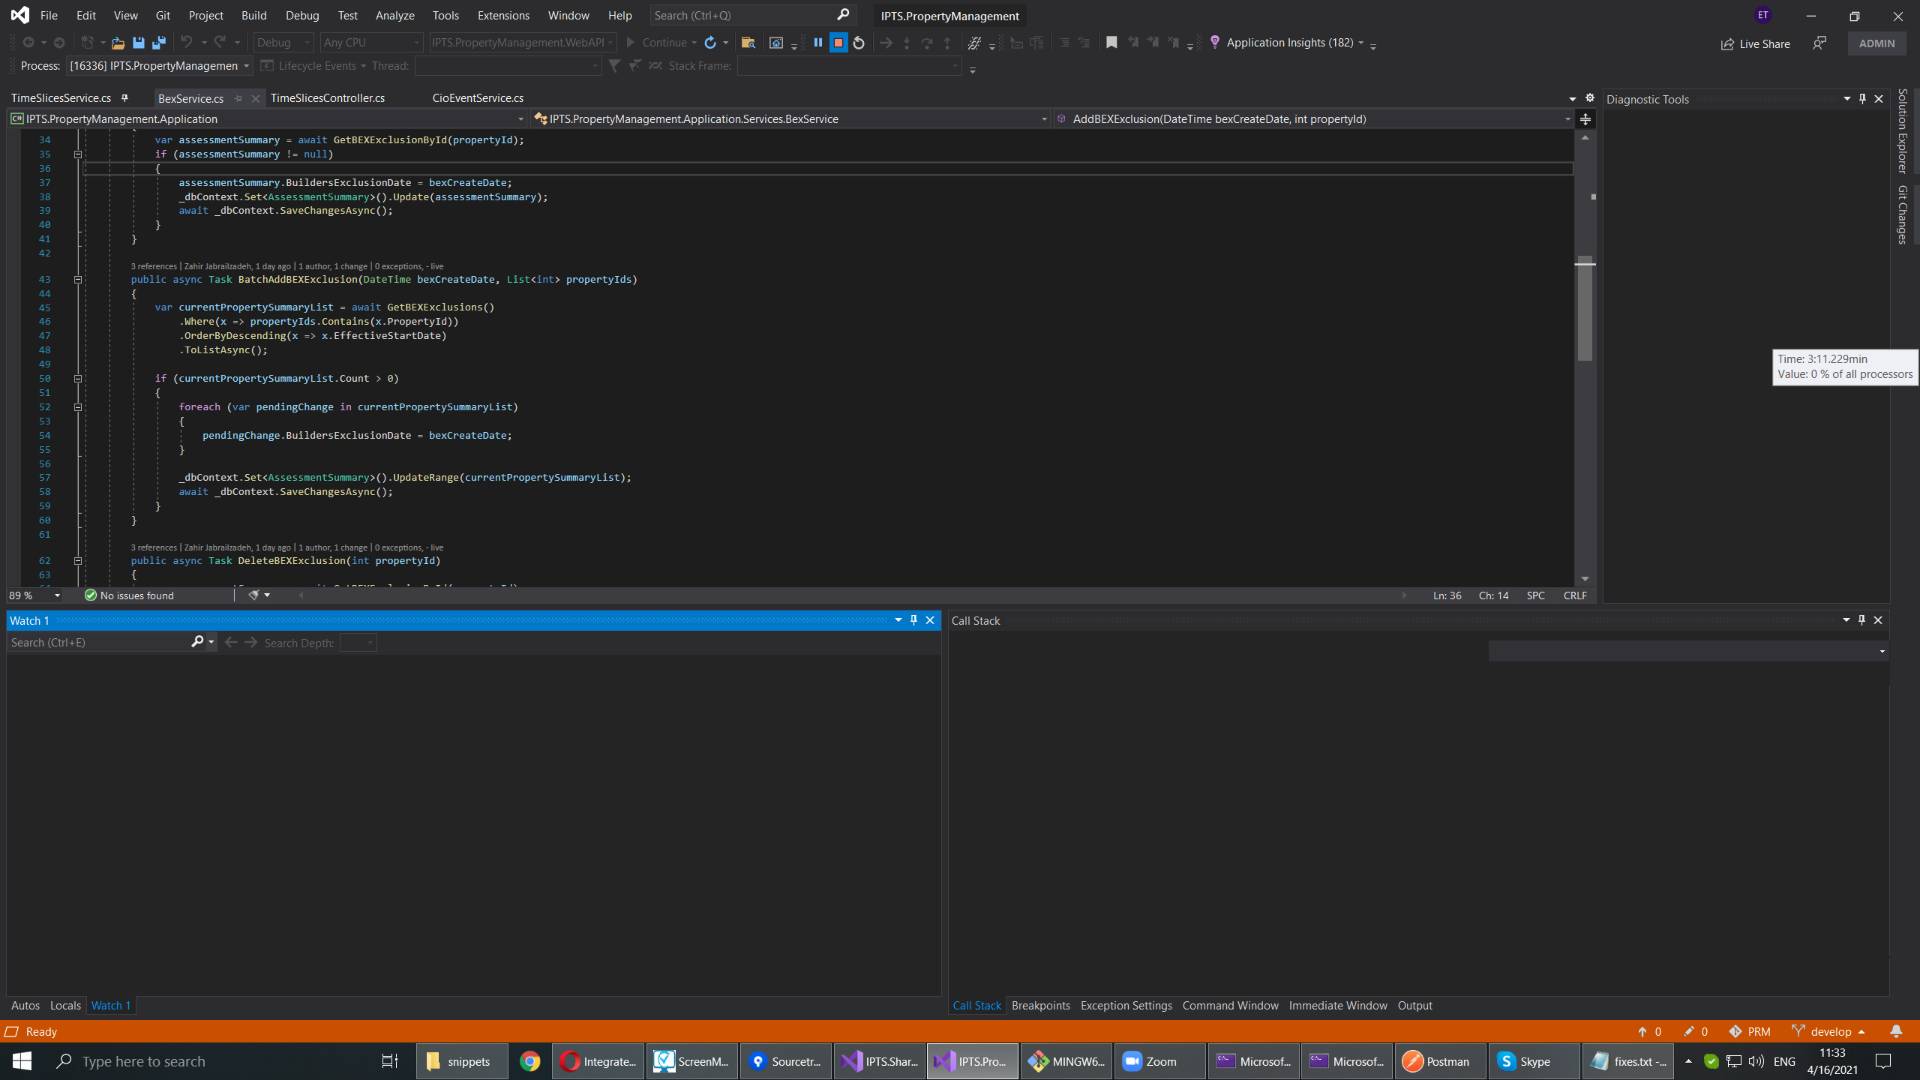 File Edit View Git Project Build Debug Test Analyze Tools Extensions Window Help Search (Ctrl+Q) IPTS.PropertyManagement ET
Debug Any CPU IPTS.PropertyManagement.WebAPI Continue Application Insights (182) Live Share ADMIN
Process: [16336] IPTS.PropertyManagemen Lifecycle Events Thread: Stack Frame:
TimeSlicesService.cs BexService.cs TimeSlicesController.cs CioEventService.cs
Diagnostic Tools
IPTS.PropertyManagement.Application IPTS.PropertyManagement.Application.Services.BexService AddBEXExclusion(DateTime bexCreateDate, int propertyId)
34 var assessmentSummary = await GetBEXExclusionById(propertyId);
35 if (assessmentSummary != null)
36 {
37 assessmentSummary.BuildersExclusionDate = bexCreateDate;
38 _dbContext.Set<AssessmentSummary>().Update(assessmentSummary);
39 await _dbContext.SaveChangesAsync();
40 }
41 }
42
3 references | Zahir Jabrailzadeh, 1 day ago | 1 author, 1 change | 0 exceptions, - live
43 public async Task BatchAddBEXExclusion(DateTime bexCreateDate, List<int> propertyIds)
44 {
45 var currentPropertySummaryList = await GetBEXExclusions()
46 .Where(x => propertyIds.Contains(x.PropertyId))
47 .OrderByDescending(x => x.EffectiveStartDate)
48 .ToListAsync();
49
50 if (currentPropertySummaryList.Count > 0)
51 {
52 foreach (var pendingChange in currentPropertySummaryList)
53 {
54 pendingChange.BuildersExclusionDate = bexCreateDate;
55 }
56
57 _dbContext.Set<AssessmentSummary>().UpdateRange(currentPropertySummaryList);
58 await _dbContext.SaveChangesAsync();
59 }
60 }
61
3 references | Zahir Jabrailzadeh, 1 day ago | 1 author, 1 change | 0 exceptions, - live
62 public async Task DeleteBEXExclusion(int propertyId)
63 {
Time: 3:11.229min
Value: 0 % of all processors
Solution Explorer
Git Changes
89 % No issues found Ln: 36 Ch: 14 SPC CRLF
Watch 1
Search (Ctrl+E) Search Depth:
Call Stack
Autos Locals Watch 1
Call Stack Breakpoints Exception Settings Command Window Immediate Window Output
Ready 0 0 PRM develop
Type here to search snippets Integrate... ScreenM... Sourcetr... IPTS.Shar... IPTS.Pro... MINGW6... Zoom Microsof... Microsof... Postman Skype fixes.txt -... ENG 11:33
4/16/2021